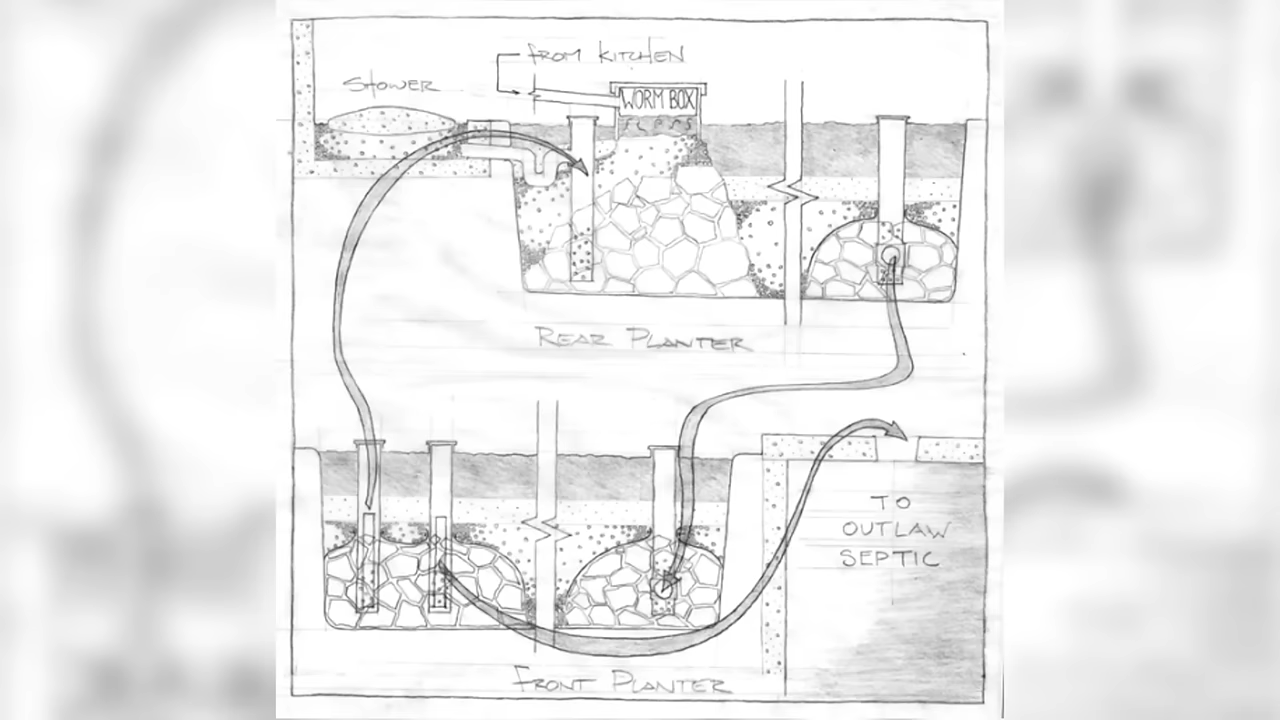 FROM KITCHEN
SHOWER
WORM BOX
REAR PLANTER
TO
OUTLAW
SEPTIC
FRONT PLANTER